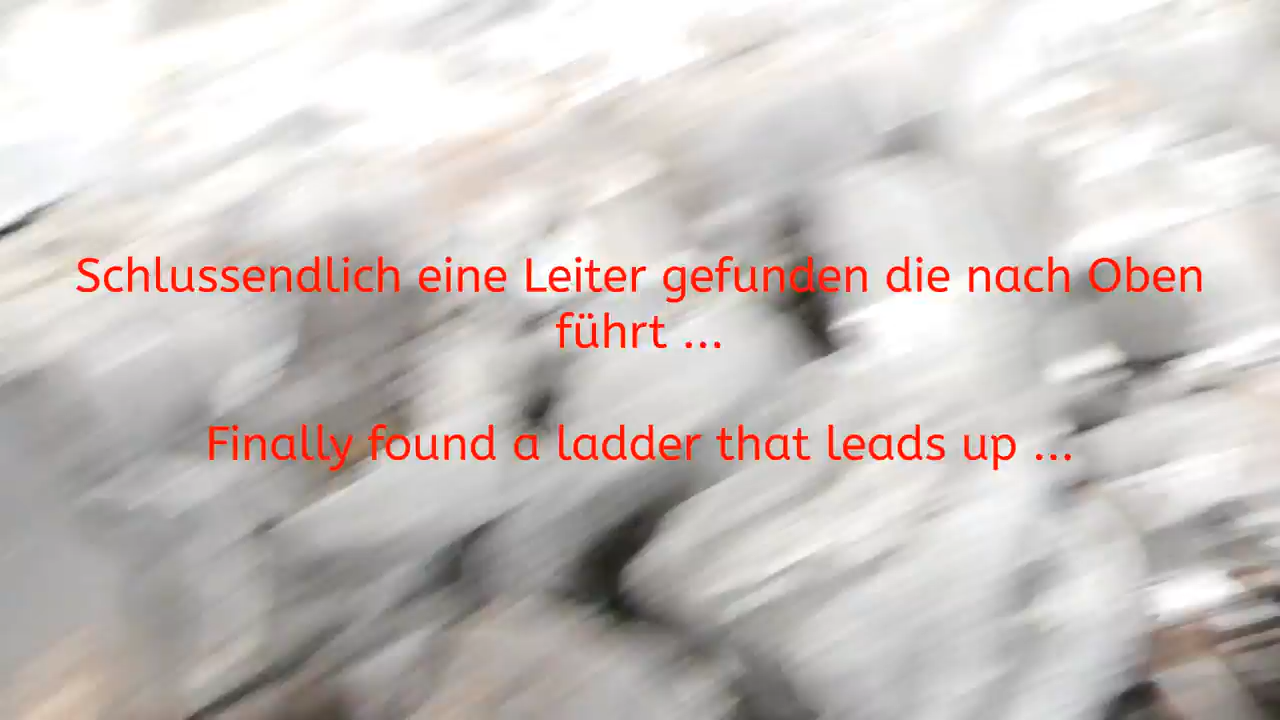 Schlussendlich eine Leiter gefunden die nach Oben
führt ...
Finally found a ladder that leads up ...